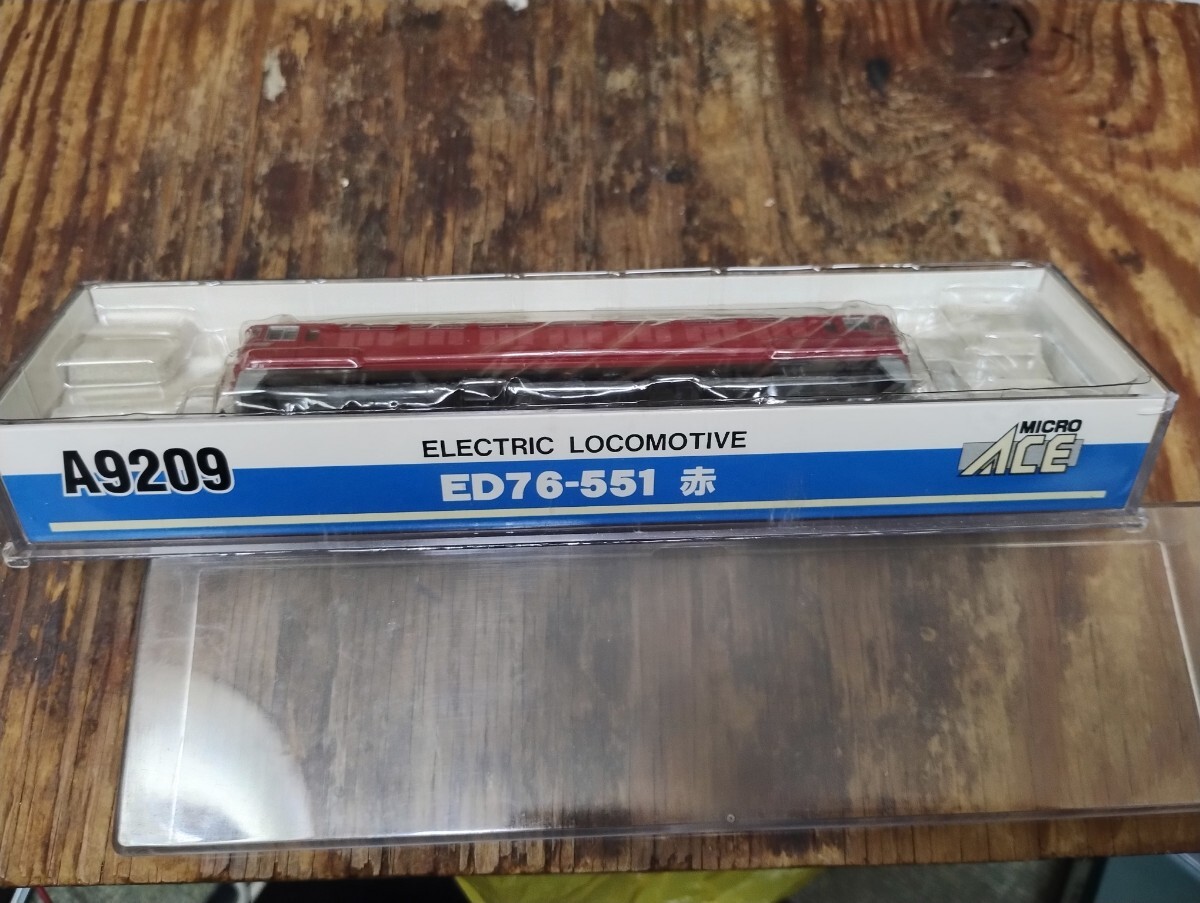 A9209
ELECTRIC LOCOMOTIVE
ED76-551 赤
MICRO
ACE